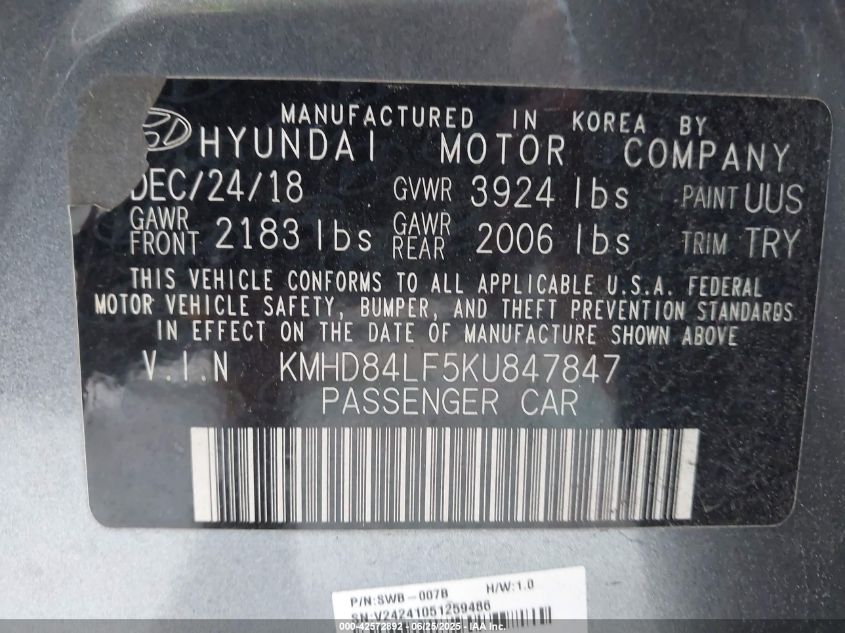 MANUFACTURED IN KOREA BY
HYUNDAI MOTOR COMPANY
DEC/24/18 GVWR 3924 lbs PAINT UUS
GAWR FRONT 2183 lbs GAWR REAR 2006 lbs TRIM TRY
THIS VEHICLE CONFORMS TO ALL APPLICABLE U.S.A. FEDERAL
MOTOR VEHICLE SAFETY, BUMPER, AND THEFT PREVENTION STANDARDS
IN EFFECT ON THE DATE OF MANUFACTURE SHOWN ABOVE
V.I.N KMHD84LF5KU847847
PASSENGER CAR
P/N:SWB-007B H/W:1.0
SN:V24241051259486
000-42572892 - 06/25/2025 - IAA, Inc.